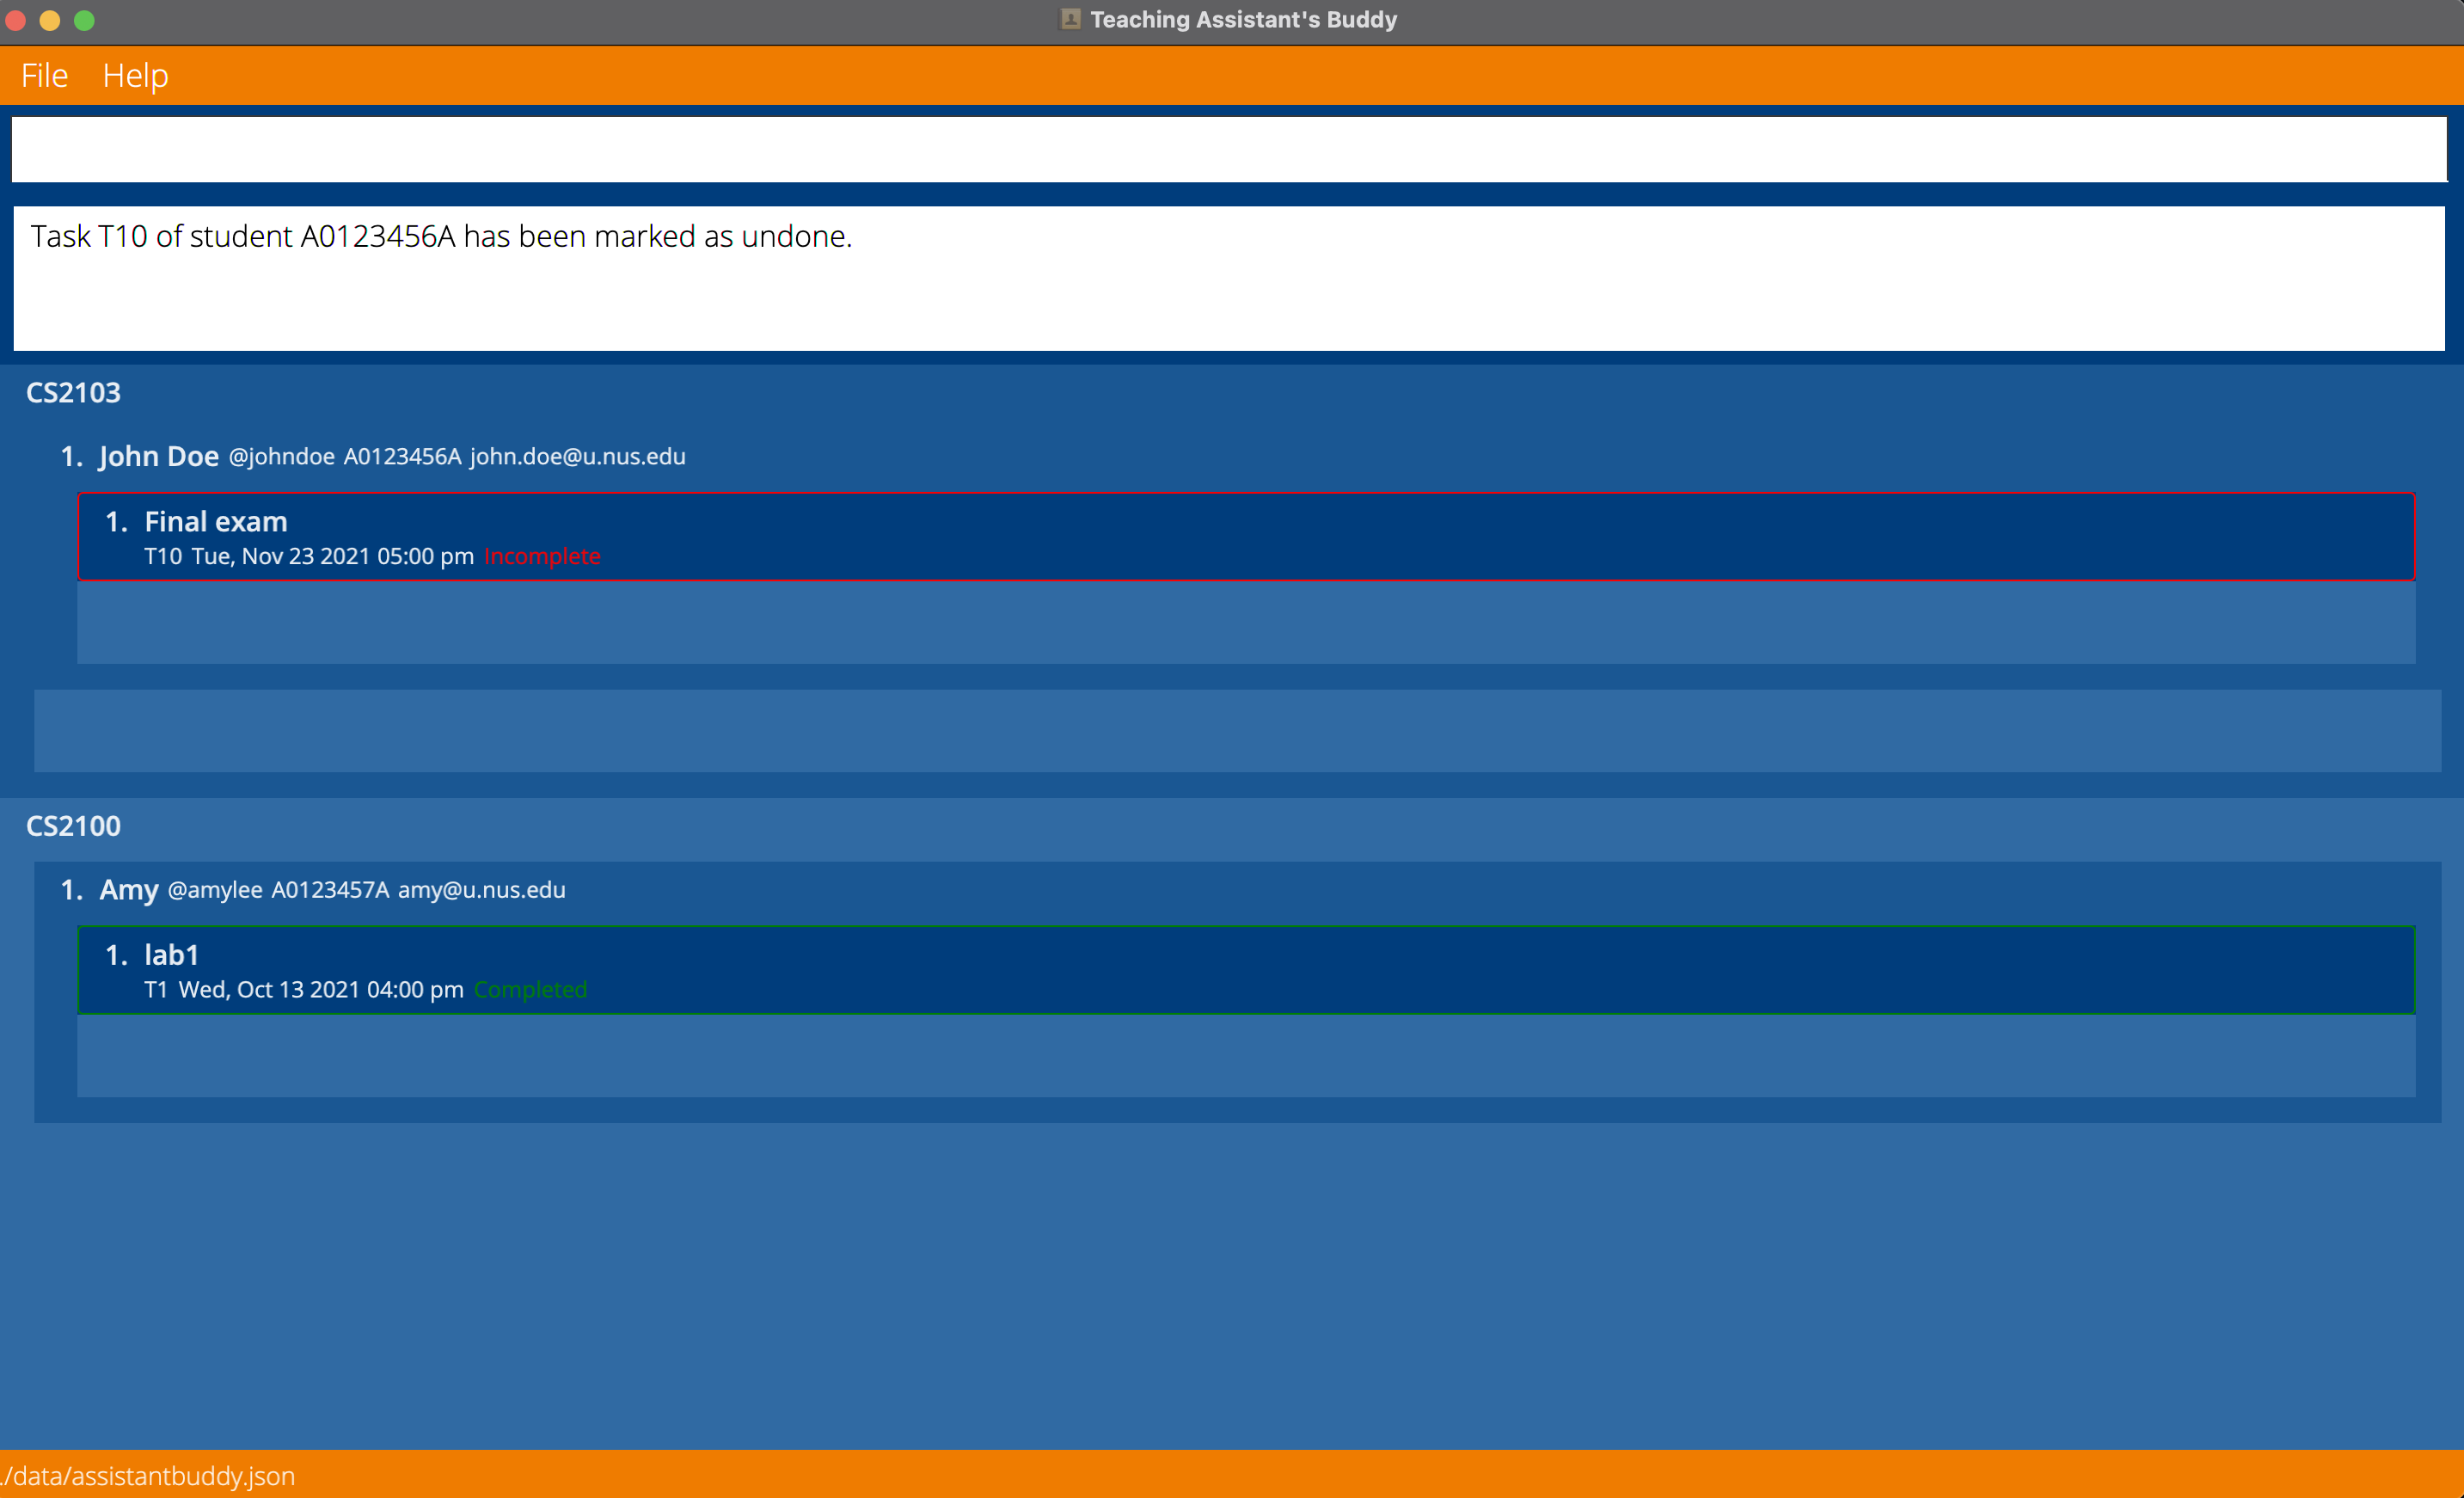 Teaching Assistant's Buddy
File Help
Task T10 of student A0123456A has been marked as undone.
CS2103
1. John Doe @johndoe A0123456A john.doe@u.nus.edu
1. Final exam
T10 Tue, Nov 23 2021 05:00 pm Incomplete
CS2100
1. Amy @amylee A0123457A amy@u.nus.edu
1. lab1
T1 Wed, Oct 13 2021 04:00 pm Completed
./data/assistantbuddy.json